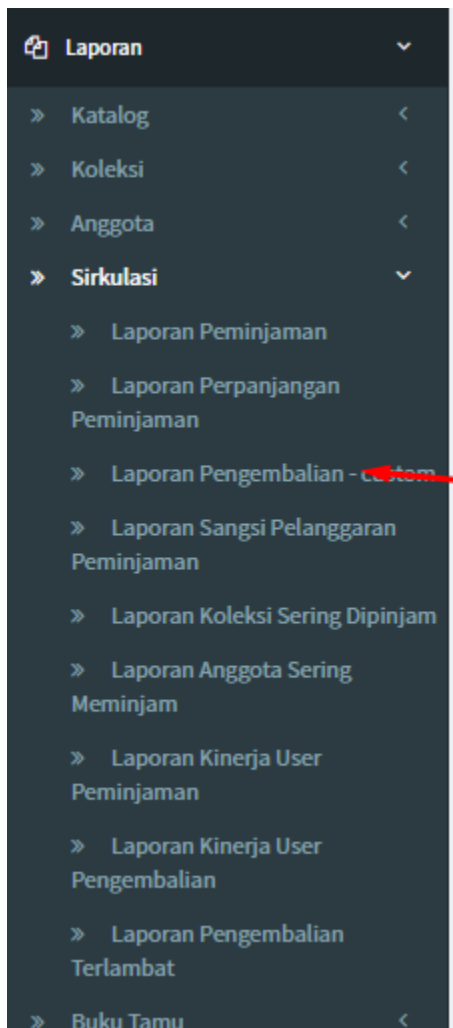 Laporan
» Katalog
» Koleksi
» Anggota
» Sirkulasi
» Laporan Peminjaman
» Laporan Perpanjangan
Peminjaman
» Laporan Pengembalian - custom
» Laporan Sangsi Pelanggaran
Peminjaman
» Laporan Koleksi Sering Dipinjam
» Laporan Anggota Sering
Meminjam
» Laporan Kinerja User
Peminjaman
» Laporan Kinerja User
Pengembalian
» Laporan Pengembalian
Terlambat
» Buku Tamu